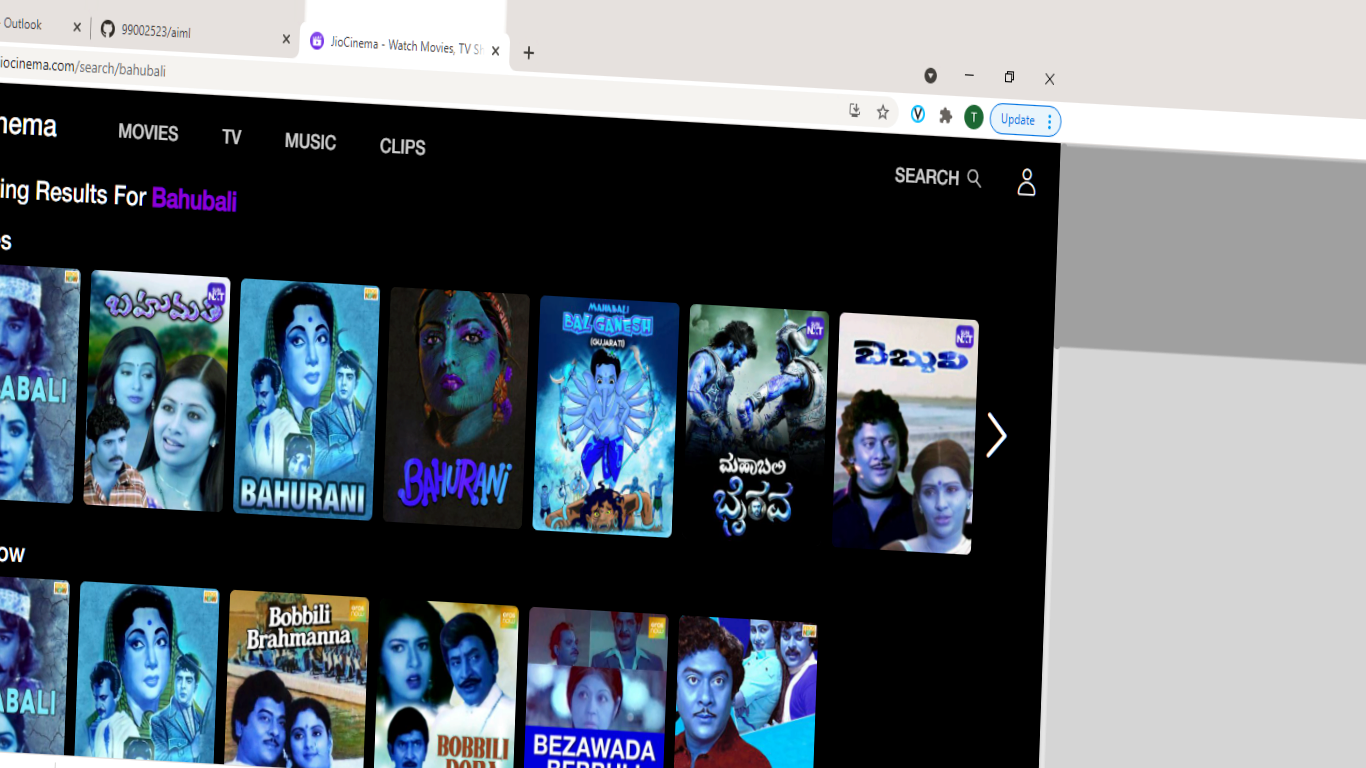 - Outlook
99002523/aiml
JioCinema - Watch Movies, TV Sh
iocinema.com/search/bahubali
Update
T
nema
MOVIES
TV
MUSIC
CLIPS
SEARCH
ing Results For Bahubali
es
ABALI
ಬಹುಮತಿ
BAHURANI
BAHURANI
MAHABALI
BAL GANESH
(GUJARATI)
ಮಹಾಬಲಿ
ಭೈರವ
బెబ్బులి
ow
ABALI
Bobbili
Brahmanna
BOBBILI
DORA
BEZAWADA
BEBBULI